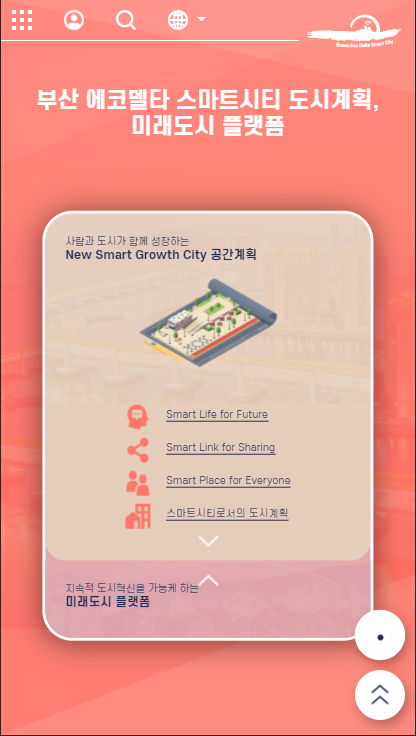 Busan Eco Delta Smart City
부산 에코델타 스마트시티 도시계획,
미래도시 플랫폼
사람과 도시가 함께 성장하는
New Smart Growth City 공간계획
Smart Life for Future
Smart Link for Sharing
Smart Place for Everyone
스마트시티로서의 도시계획
지속적 도시혁신을 가능케 하는
미래도시 플랫폼